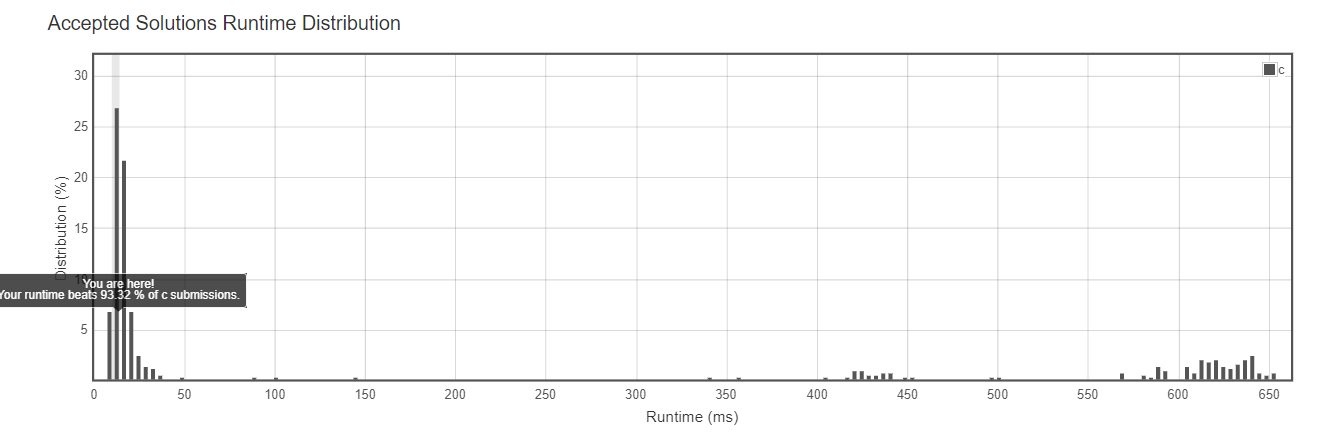 Accepted Solutions Runtime Distribution
c
30
25
20
15
10
5
Distribution (%)
You are here!
Your runtime beats 93.32 % of c submissions.
0 50 100 150 200 250 300 350 400 450 500 550 600 650
Runtime (ms)